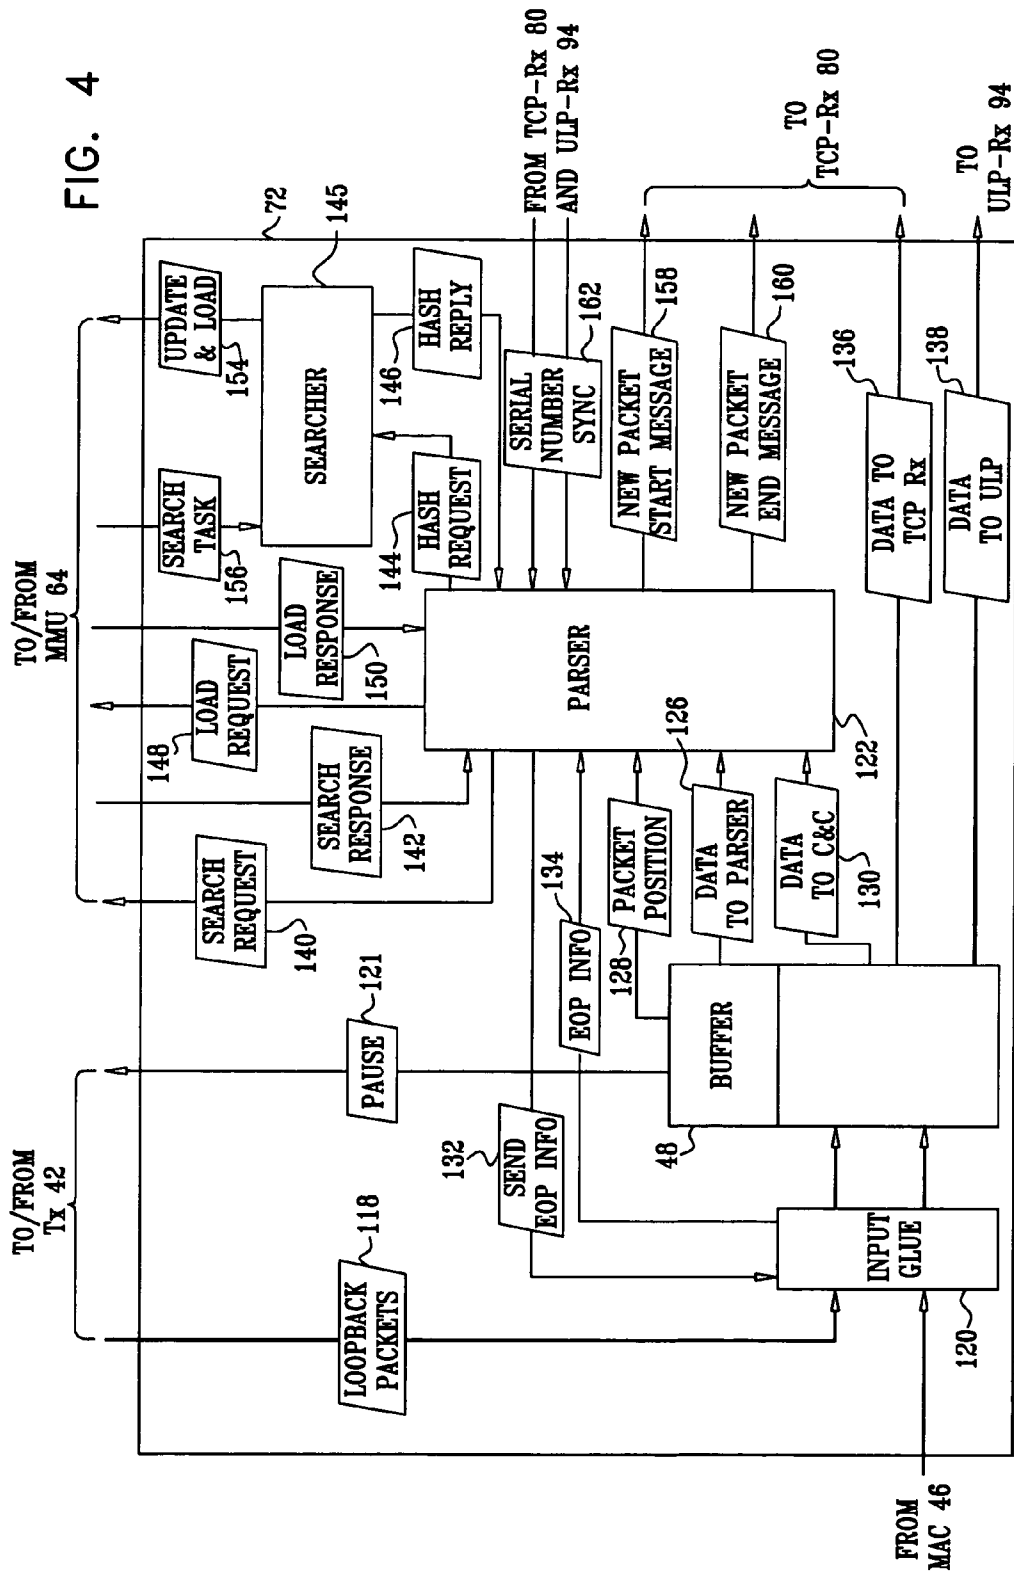 FIG. 4
TO/FROM
Tx 42
TO/FROM
MMU 64
LOOPBACK
PACKETS
118
PAUSE
121
SEARCH
REQUEST
140
SEARCH
RESPONSE
142
LOAD
REQUEST
148
LOAD
RESPONSE
150
SEARCH
TASK
156
UPDATE
& LOAD
154
72
SEARCHER
145
HASH
REQUEST
144
HASH
REPLY
146
SERIAL
NUMBER
SYNC
162
FROM TCP-Rx 80
AND ULP-Rx 94
SEND
EOP INFO
132
EOP INFO
134
PACKET
POSITION
128
DATA
TO PARSER
126
DATA
TO C&C
130
PARSER
122
NEW PACKET
START MESSAGE
158
NEW PACKET
END MESSAGE
160
TO
TCP-Rx 80
BUFFER
48
INPUT
GLUE
120
FROM
MAC 46
DATA TO
TCP Rx
136
DATA
TO ULP
138
TO
ULP-Rx 94